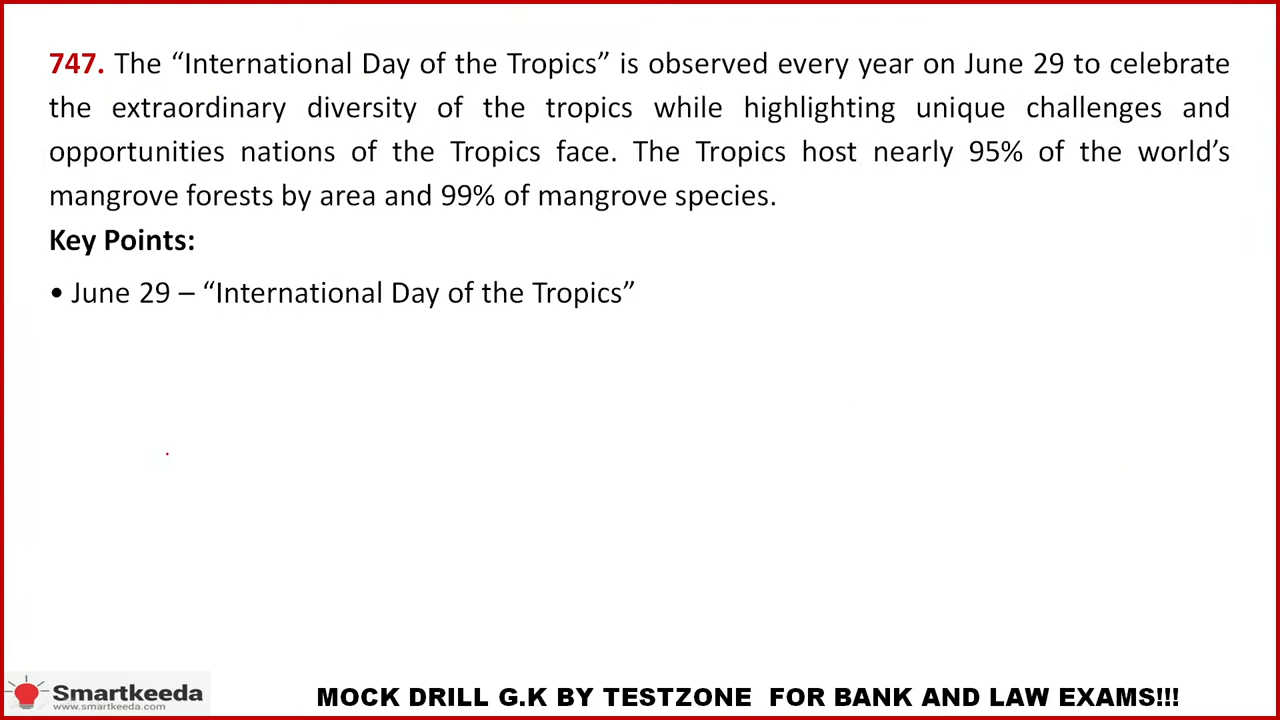 747. The “International Day of the Tropics” is observed every year on June 29 to celebrate
the extraordinary diversity of the tropics while highlighting unique challenges and
opportunities nations of the Tropics face. The Tropics host nearly 95% of the world’s
mangrove forests by area and 99% of mangrove species.
Key Points:
• June 29 – “International Day of the Tropics”
Smartkeeda
www.smartkeeda.com
MOCK DRILL G.K BY TESTZONE FOR BANK AND LAW EXAMS!!!